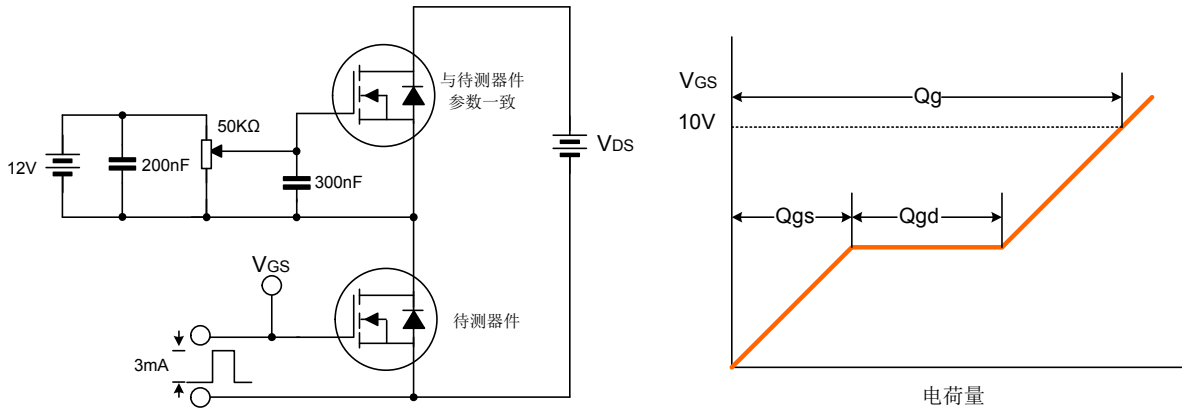 与待测器件
参数一致
50KΩ
12V
200nF
300nF
VDS
VGS
待测器件
3mA
VGS
10V
Qg
Qgs
Qgd
电荷量